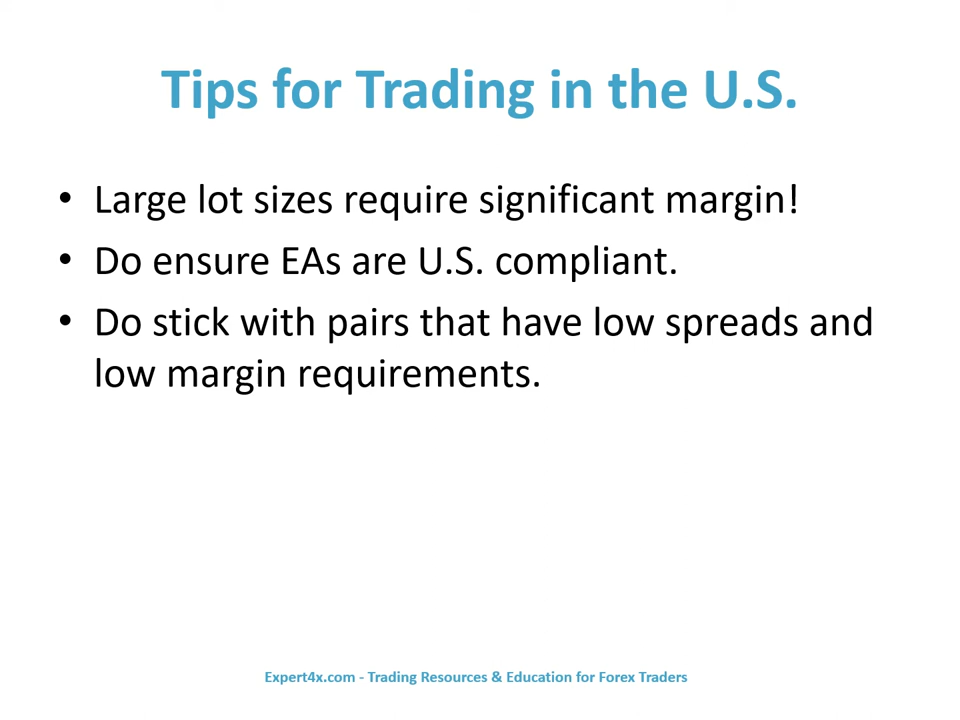 Tips for Trading in the U.S.
• Large lot sizes require significant margin!
• Do ensure EAs are U.S. compliant.
• Do stick with pairs that have low spreads and
low margin requirements.
Expert4x.com - Trading Resources & Education for Forex Traders